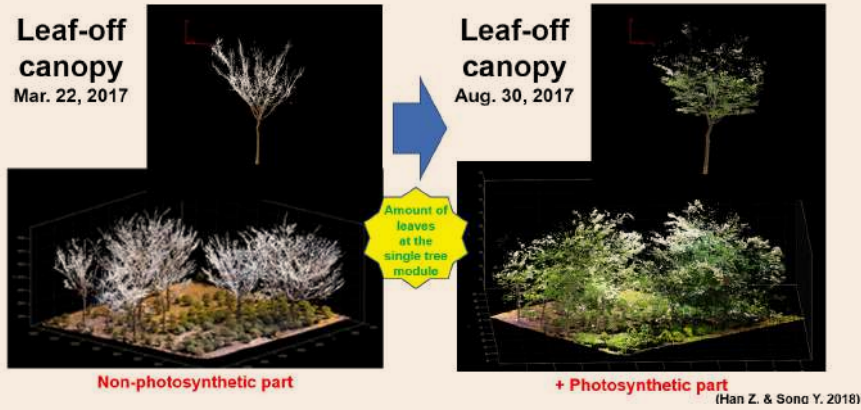 Leaf-off
canopy
Mar. 22, 2017
Leaf-off
canopy
Aug. 30, 2017
Amount of
leaves
at the
single tree
module
Non-photosynthetic part
+ Photosynthetic part
(Han Z. & Song Y. 2018)